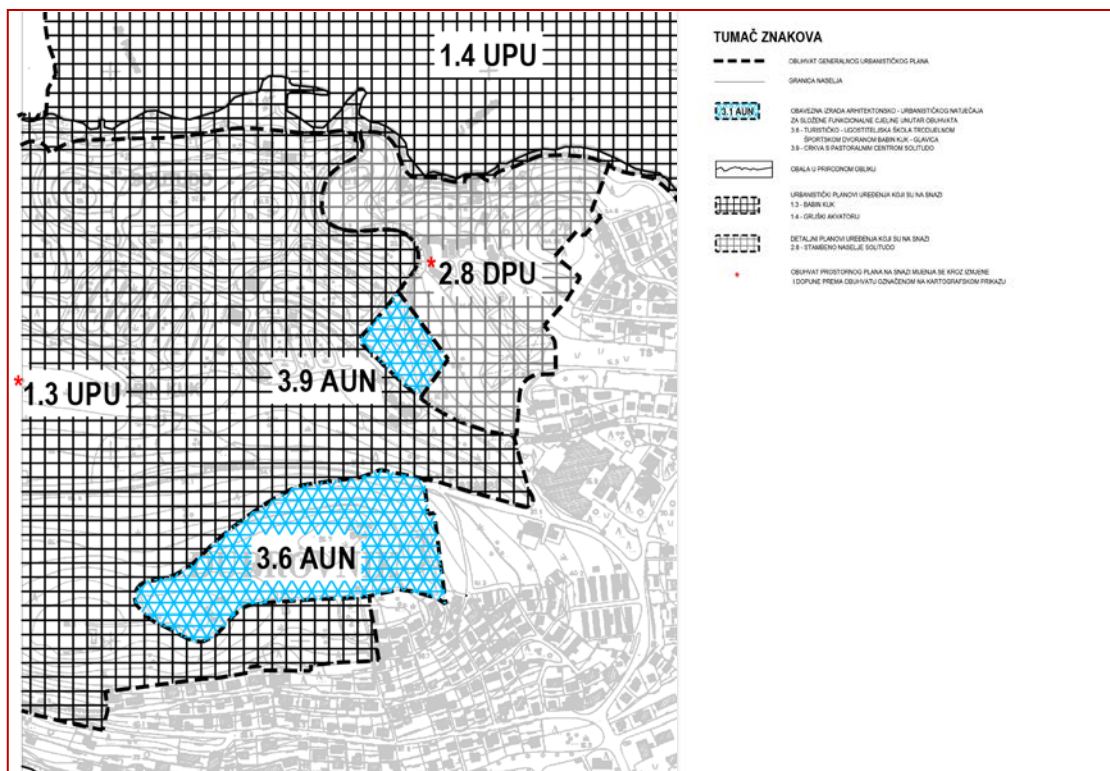 1.4 UPU
2.8 DPU
3.9 AUN
1.3 UPU
3.6 AUN
TUMAČ ZNAKOVA
OBUHVAT GENERALNOG URBANISTIČKOG PLANA
GRANICA NASELJA
3.1 AUN
OBAVEZNA IZRADA ARHITEKTONSKO - URBANISTIČKOG NATJEČAJA
ZA SLOŽENE FUNKCIONALNE CJELINE UNUTAR OBUHVATA
3.6 - TURISTIČKO - UGOSTITELJSKA ŠKOLA TRODIJELNOM
ŠPORTSKOM DVORANOM BABIN KUK - GLAVICA
3.9 - CRKVA S PASTORALNIM CENTROM SOLITUDO
OBALA U PRIRODNOM OBLIKU
URBANISTIČKI PLANOVI UREĐENJA KOJI SU NA SNAZI
1.3 - BABIN KUK
1.4 - GRUŠKI AKVATORIJ
DETALJNI PLANOVI UREĐENJA KOJI SU NA SNAZI
2.8 - STAMBENO NASELJE SOLITUDO
* OBUHVAT PROSTORNOG PLANA NA SNAZI MIJENJA SE KROZ IZMJENE
I DOPUNE PREMA OBUHVATU OZNAČENOM NA KARTOGRAFSKOM PRIKAZU